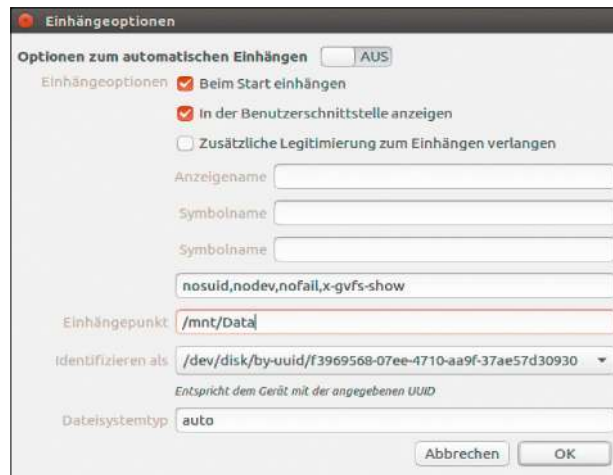 Einhängeoptionen
Optionen zum automatischen Einhängen AUS
Einhängeoptionen Beim Start einhängen
In der Benutzerschnittstelle anzeigen
Zusätzliche Legitimierung zum Einhängen verlangen
Anzeigename
Symbolname
Symbolname
nosuid,nodev,nofail,x-gvfs-show
Einhängepunkt /mnt/Data
Identifizieren als /dev/disk/by-uuid/f3969568-07ee-4710-aa9f-37ae57d30930
Entspricht dem Gerät mit der angegebenen UUID
Dateisystemtyp auto
Abbrechen OK